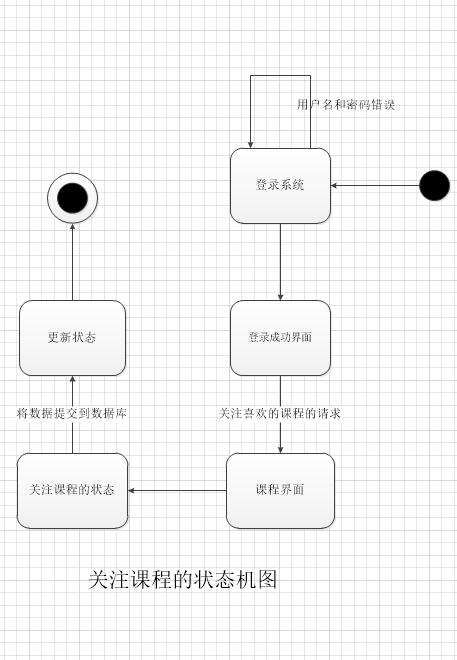 用户名和密码错误
登录系统
更新状态
登录成功界面
将数据提交到数据库
关注喜欢的课程的请求
关注课程的状态
课程界面
关注课程的状态机图